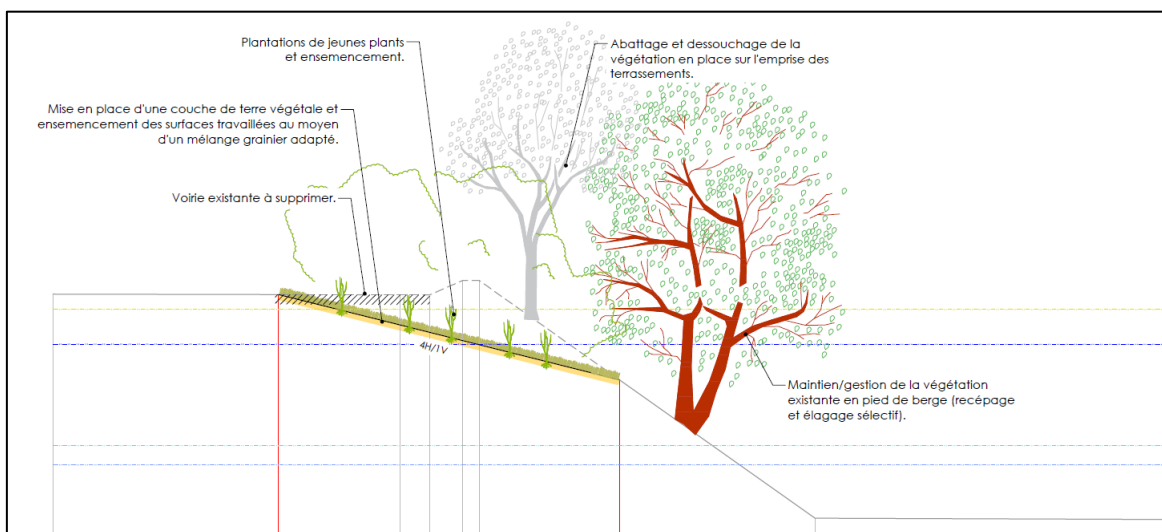 Plantations de jeunes plants
et ensemencement.
Abattage et dessouchage de la
végétation en place sur l'emprise des
terrassements.
Mise en place d'une couche de terre végétale et
ensemencement des surfaces travaillées au moyen
d'un mélange grainier adapté.
Voirie existante à supprimer.
4H/1V
Maintien/gestion de la végétation
existante en pied de berge (recépage
et élagage sélectif).